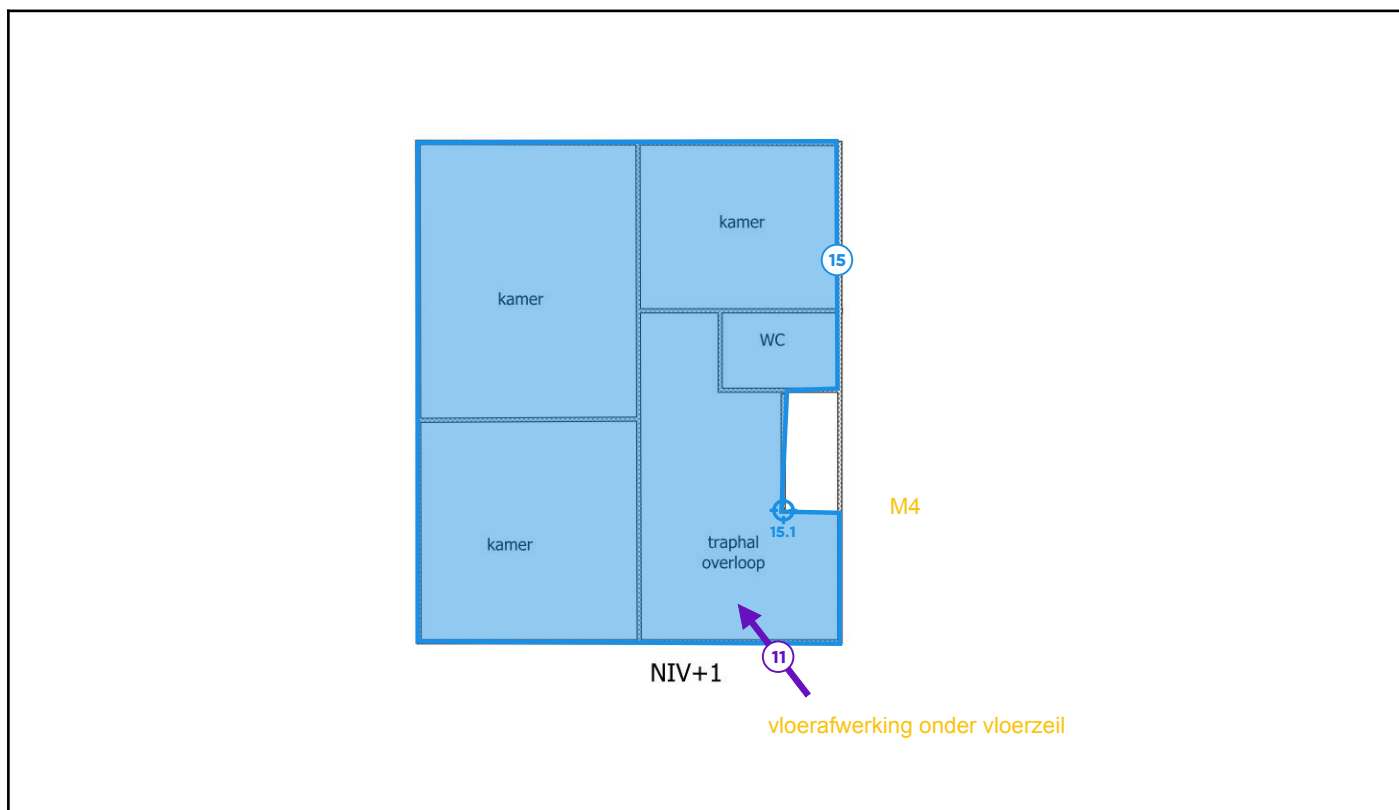 kamer
15
kamer
WC
M4
15.1
kamer
traphal
overloop
11
NIV+1
vloerafwerking onder vloerzeil